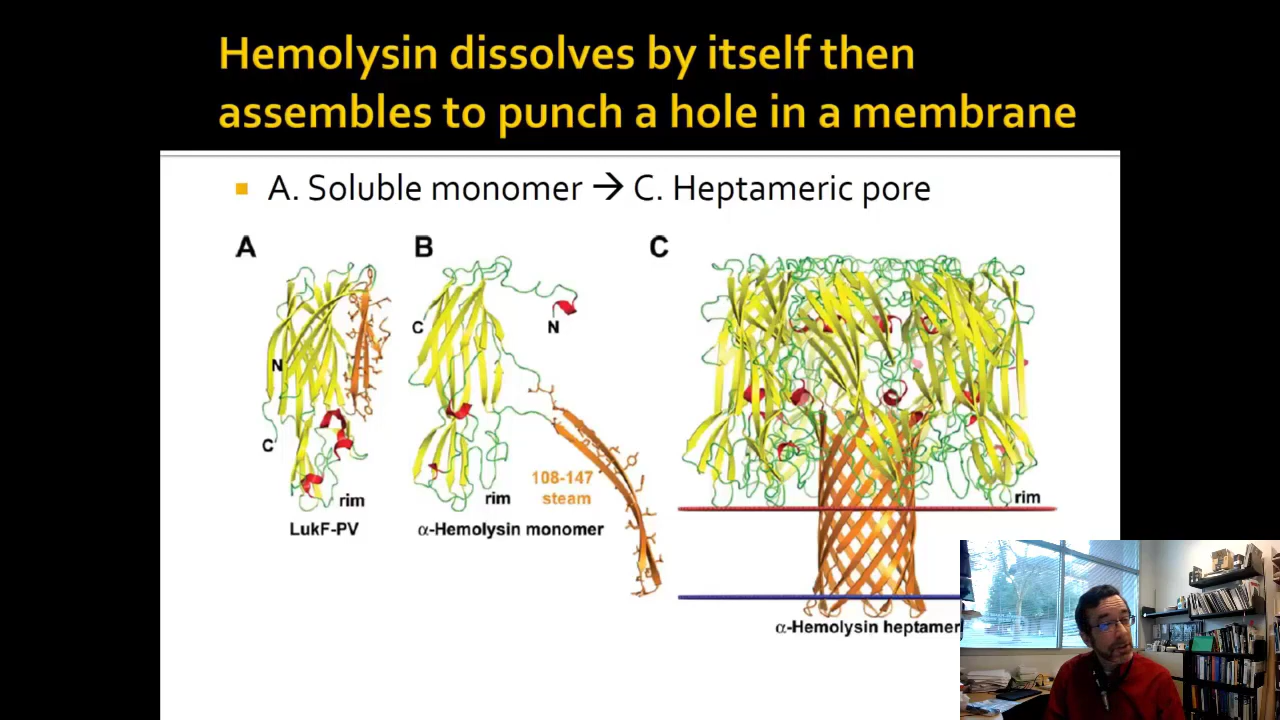 Hemolysin dissolves by itself then
assembles to punch a hole in a membrane
■ A. Soluble monomer → C. Heptameric pore
A
B
C
N
C
rim
LukF-PV
C
N
108-147
steam
rim
α-Hemolysin monomer
rim
α-Hemolysin heptamer